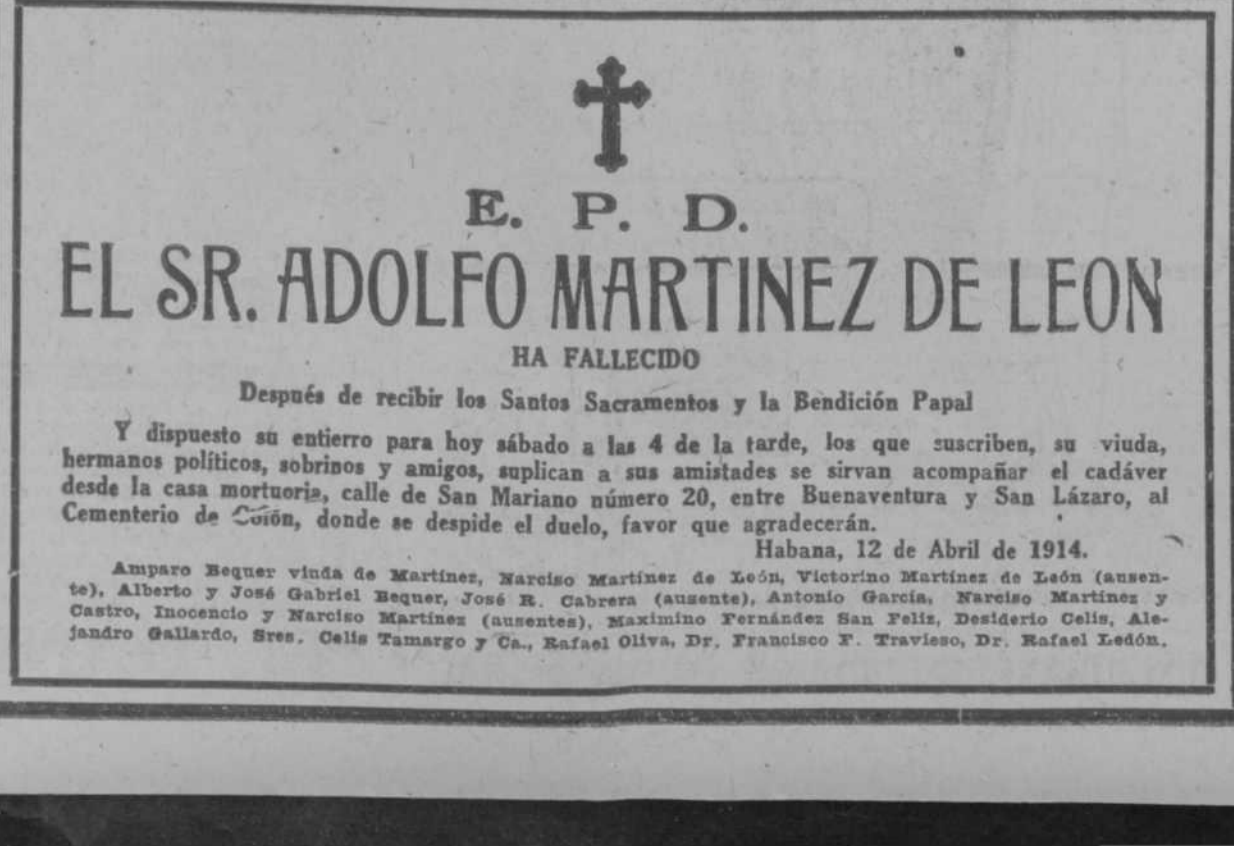 E. P. D.
EL SR. ADOLFO MARTINEZ DE LEON
HA FALLECIDO
Después de recibir los Santos Sacramentos y la Bendición Papal
Y dispuesto su entierro para hoy sábado a las 4 de la tarde, los que suscriben, su viuda,
hermanos políticos, sobrinos y amigos, suplican a sus amistades se sirvan acompañar el cadáver
desde la casa mortuoria, calle de San Mariano número 20, entre Buenaventura y San Lázaro, al
Cementerio de Colón, donde se despide el duelo, favor que agradecerán.
Habana, 12 de Abril de 1914.
Amparo Bequer viuda de Martínez, Narciso Martínez de León, Victorino Martínez de León (ausen-
te), Alberto y José Gabriel Bequer, José R. Cabrera (ausente), Antonio García, Narciso Martínez y
Castro, Inocencio y Narciso Martínez (ausentes), Maximino Fernández San Feliz, Desiderio Celis, Ale-
jandro Gallardo, Sres. Celis Tamargo y Ca., Rafael Oliva, Dr. Francisco F. Travieso, Dr. Rafael Ledón.